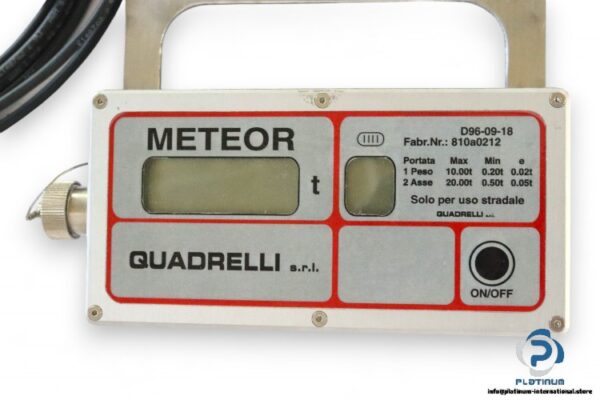 METEOR
t
D96-09-18
Fabr.Nr.: 810a0212
Portata Max Min e
1 Peso 10.00t 0.20t 0.02t
2 Asse 20.00t 0.50t 0.05t
Solo per uso stradale
QUADRELLI s.r.l.
QUADRELLI s.r.l.
ON/OFF
PLATINUM
info@platinum-international.store